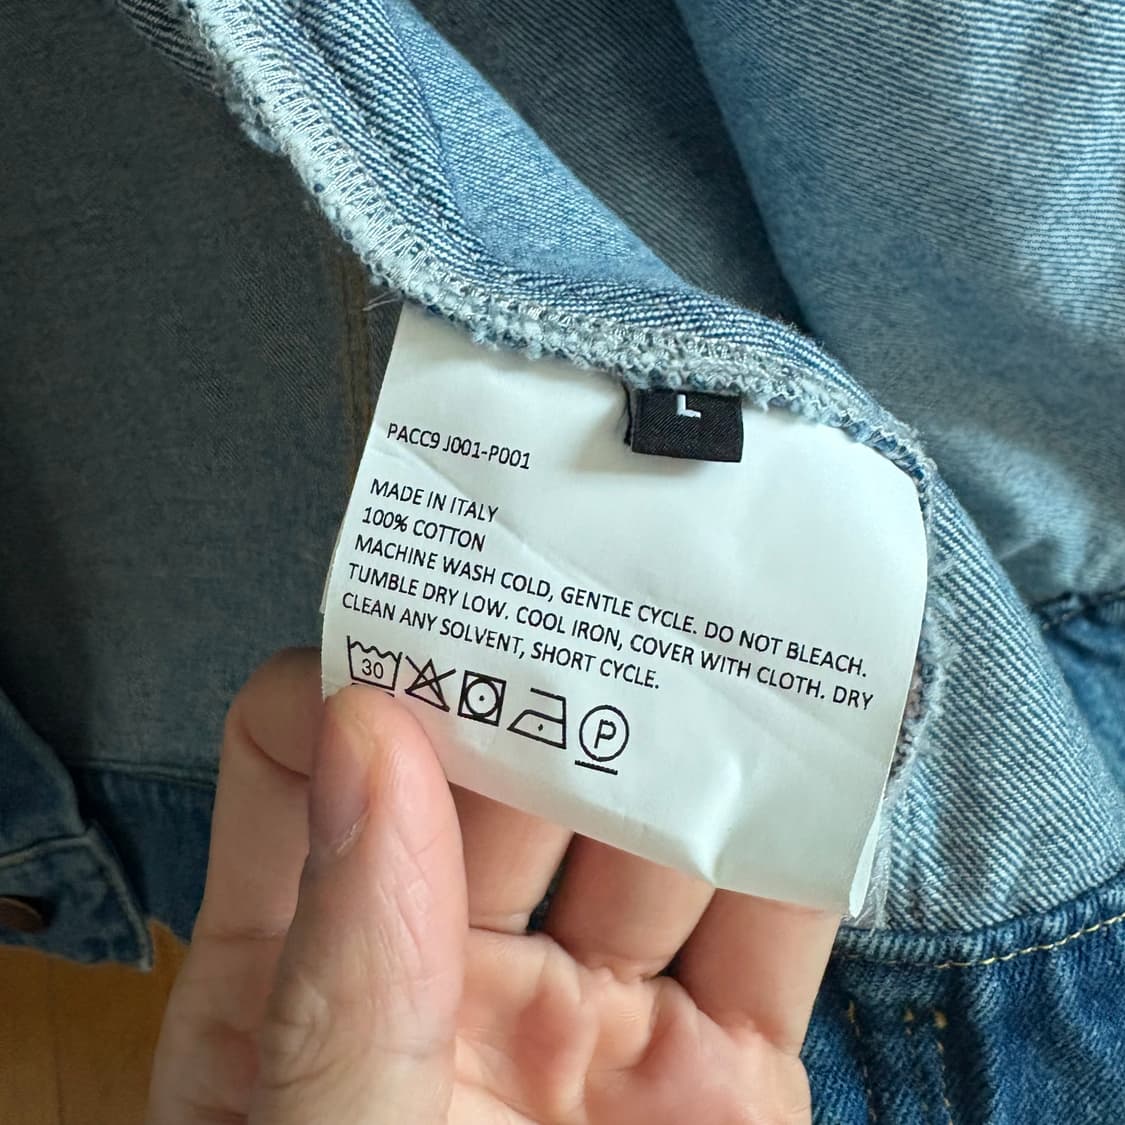 L
PACC9 J001-P001
MADE IN ITALY
100% COTTON
MACHINE WASH COLD, GENTLE CYCLE. DO NOT BLEACH.
TUMBLE DRY LOW. COOL IRON, COVER WITH CLOTH. DRY
CLEAN ANY SOLVENT, SHORT CYCLE.
30
P